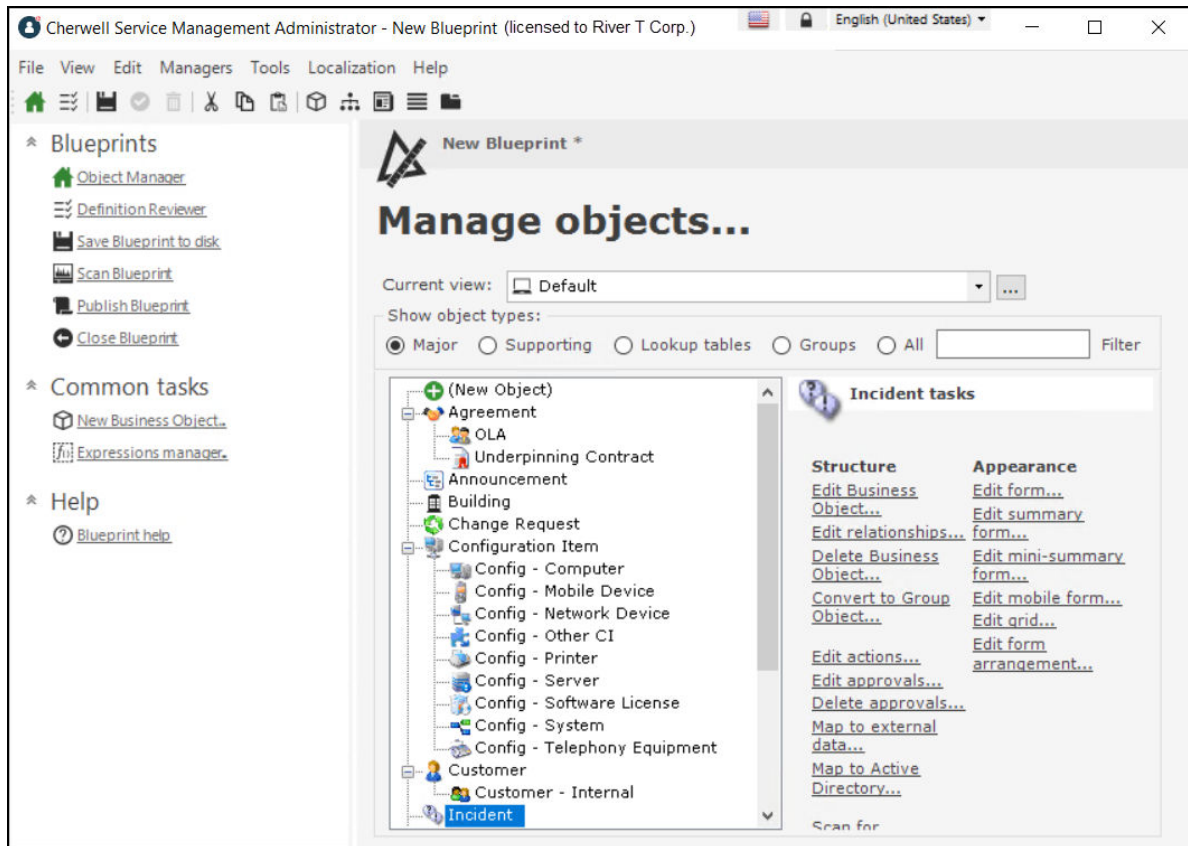 Cherwell Service Management Administrator - New Blueprint (licensed to River T Corp.)
English (United States)
File View Edit Managers Tools Localization Help
Blueprints
Object Manager
Definition Reviewer
Save Blueprint to disk
Scan Blueprint
Publish Blueprint
Close Blueprint
Common tasks
New Business Object...
Expressions manager...
Help
Blueprint help
New Blueprint *
Manage objects...
Current view: Default ...
Show object types:
Major Supporting Lookup tables Groups All Filter
(New Object)
Agreement
OLA
Underpinning Contract
Announcement
Building
Change Request
Configuration Item
Config - Computer
Config - Mobile Device
Config - Network Device
Config - Other CI
Config - Printer
Config - Server
Config - Software License
Config - System
Config - Telephony Equipment
Customer
Customer - Internal
Incident
Incident tasks
Structure
Edit Business
Object...
Edit relationships...
Delete Business
Object...
Convert to Group
Object...
Edit actions...
Edit approvals...
Delete approvals...
Map to external
data...
Map to Active
Directory...
Scan for
Appearance
Edit form...
Edit summary
form...
Edit mini-summary
form...
Edit mobile form...
Edit grid...
Edit form
arrangement...